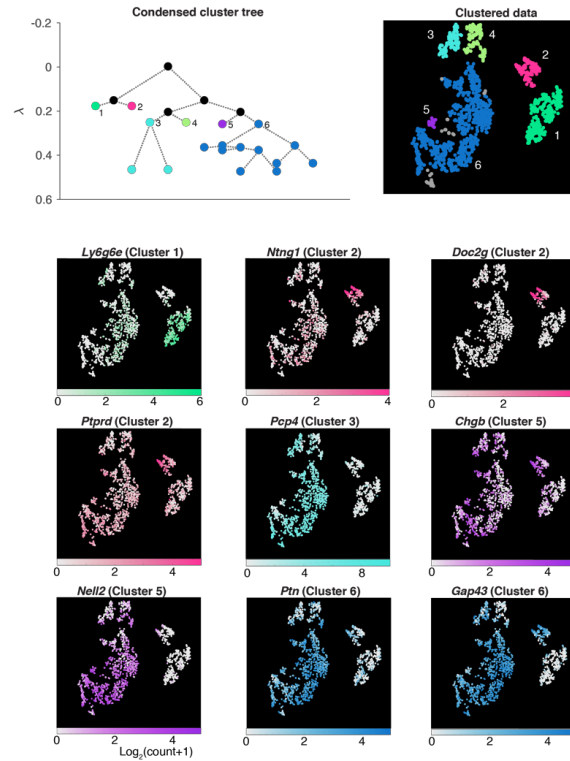 Condensed cluster tree
Clustered data
-0.2
0
0.2
0.4
0.6
λ
1
2
3
4
5
6
3
4
2
5
1
6
Ly6g6e (Cluster 1)
Ntng1 (Cluster 2)
Doc2g (Cluster 2)
0 2 4 6
0 2 4
0 2
Ptprd (Cluster 2)
Pcp4 (Cluster 3)
Chgb (Cluster 5)
0 2 4
0 4 8
0 2 4
Nell2 (Cluster 5)
Ptn (Cluster 6)
Gap43 (Cluster 6)
0 2 4
0 2 4
0 2 4
Log2(count+1)